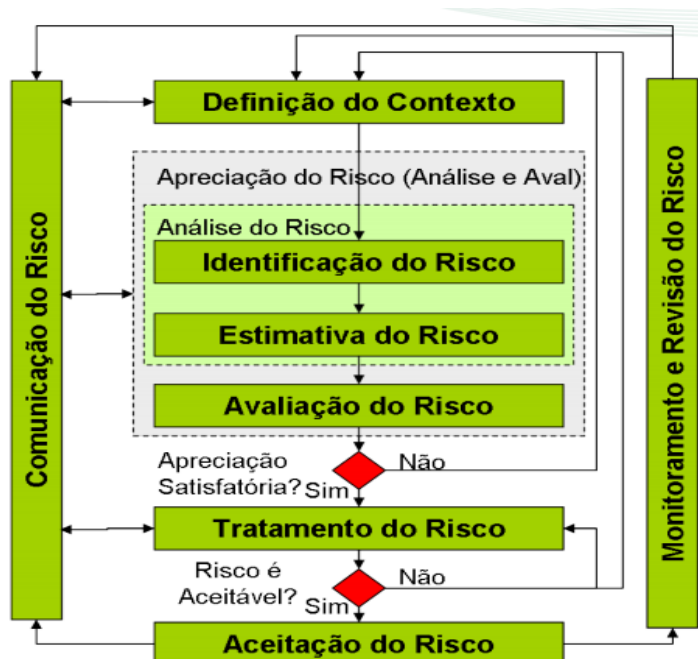 Definição do Contexto
Apreciação do Risco (Análise e Aval)
Análise do Risco
Identificação do Risco
Estimativa do Risco
Avaliação do Risco
Apreciação
Satisfatória?
Não
Sim
Tratamento do Risco
Risco é
Aceitável?
Não
Sim
Aceitação do Risco
Comunicação do Risco
Monitoramento e Revisão do Risco